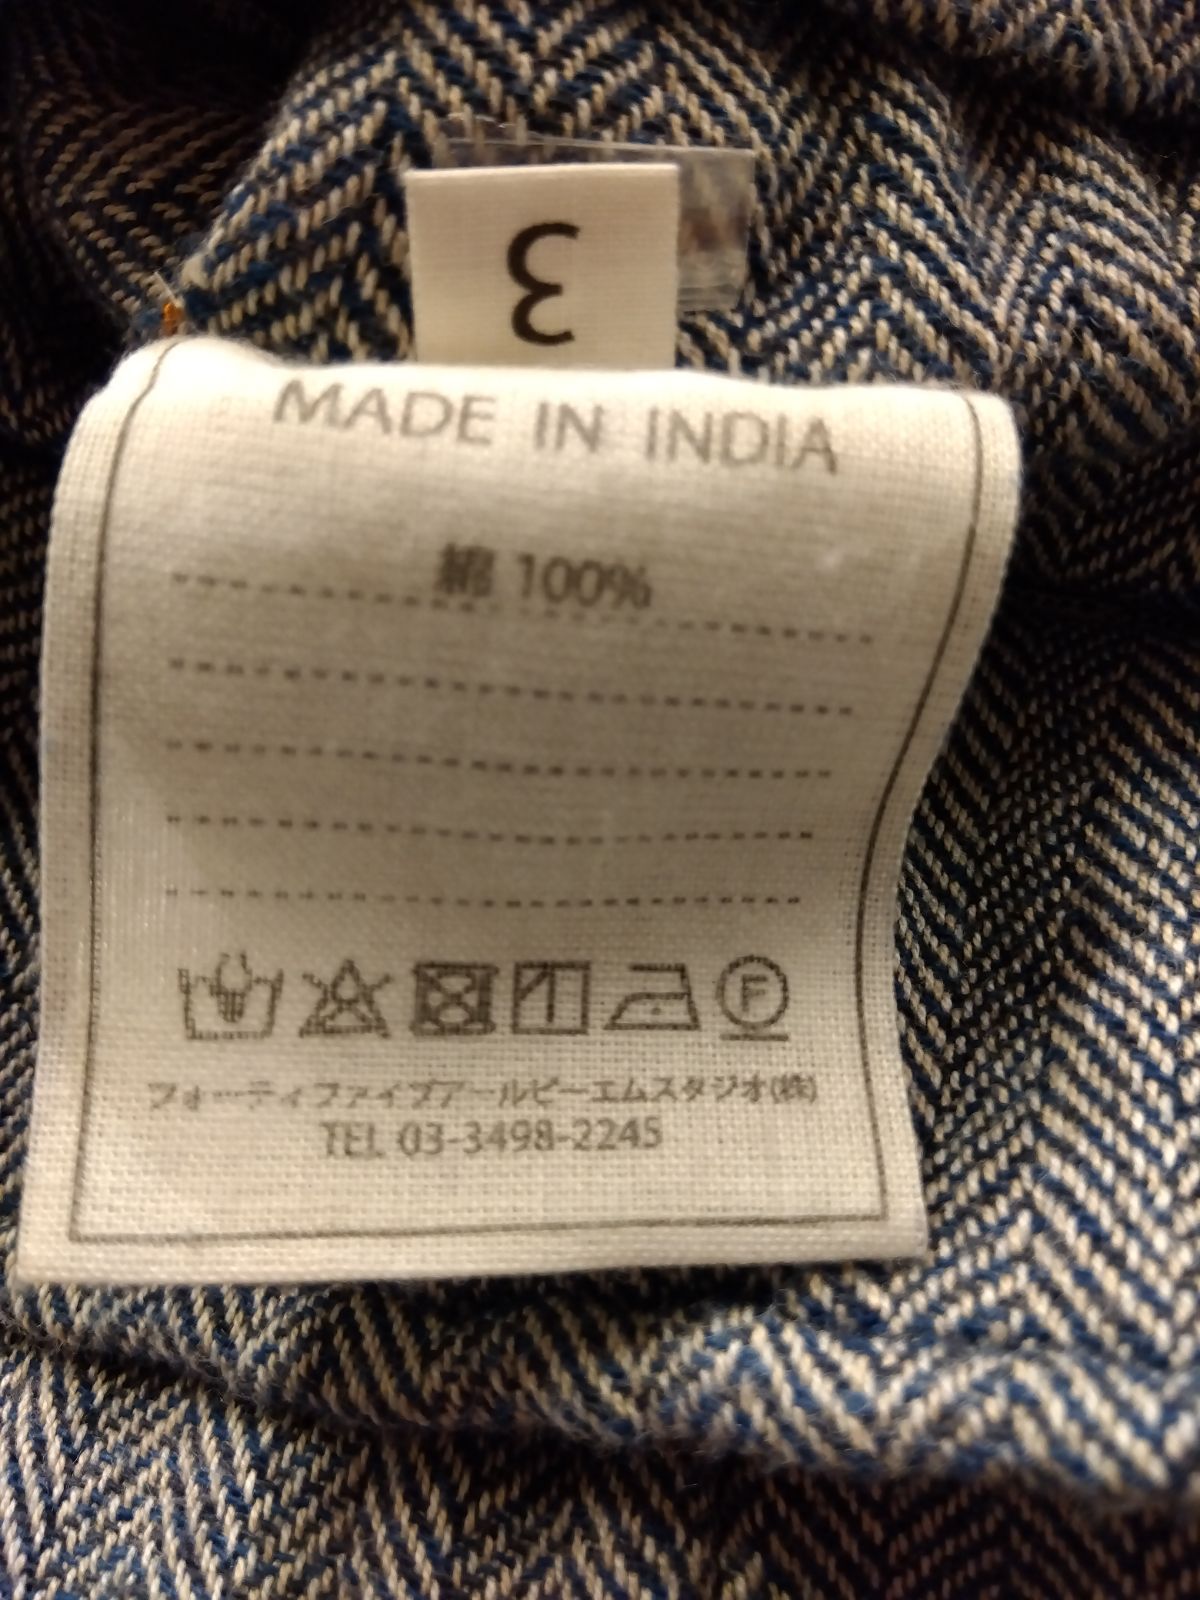 3
MADE IN INDIA
綿 100%
F
フォーティファイブアールピーエムスタジオ(株)
TEL 03-3498-2245